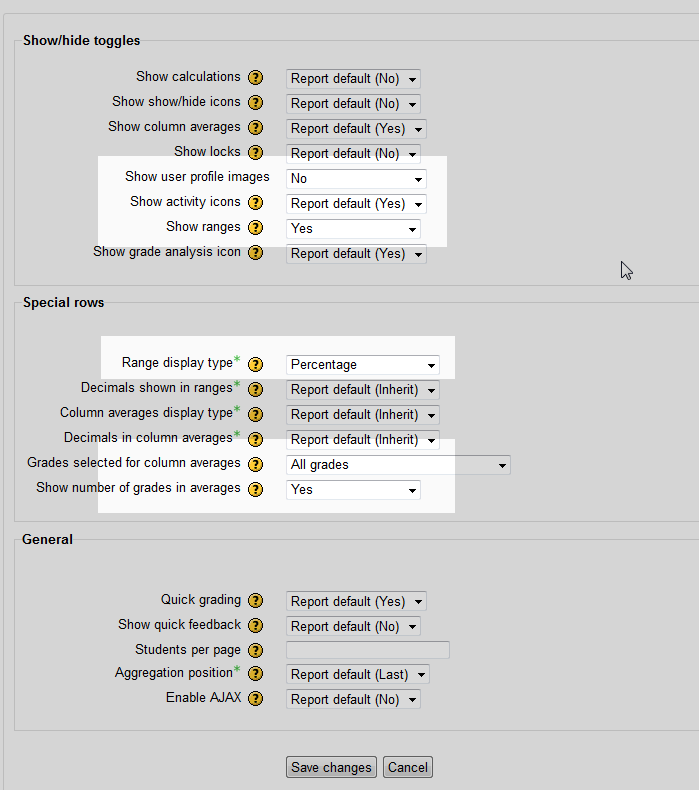 Show/hide toggles
Show calculations ? Report default (No)
Show show/hide icons ? Report default (No)
Show column averages ? Report default (Yes)
Show locks ? Report default (No)
Show user profile images No
Show activity icons ? Report default (Yes)
Show ranges ? Yes
Show grade analysis icon ? Report default (Yes)
Special rows
Range display type* ? Percentage
Decimals shown in ranges* ? Report default (Inherit)
Column averages display type* ? Report default (Inherit)
Decimals in column averages* ? Report default (Inherit)
Grades selected for column averages ? All grades
Show number of grades in averages ? Yes
General
Quick grading ? Report default (Yes)
Show quick feedback ? Report default (No)
Students per page ?
Aggregation position* ? Report default (Last)
Enable AJAX ? Report default (No)
Save changes Cancel